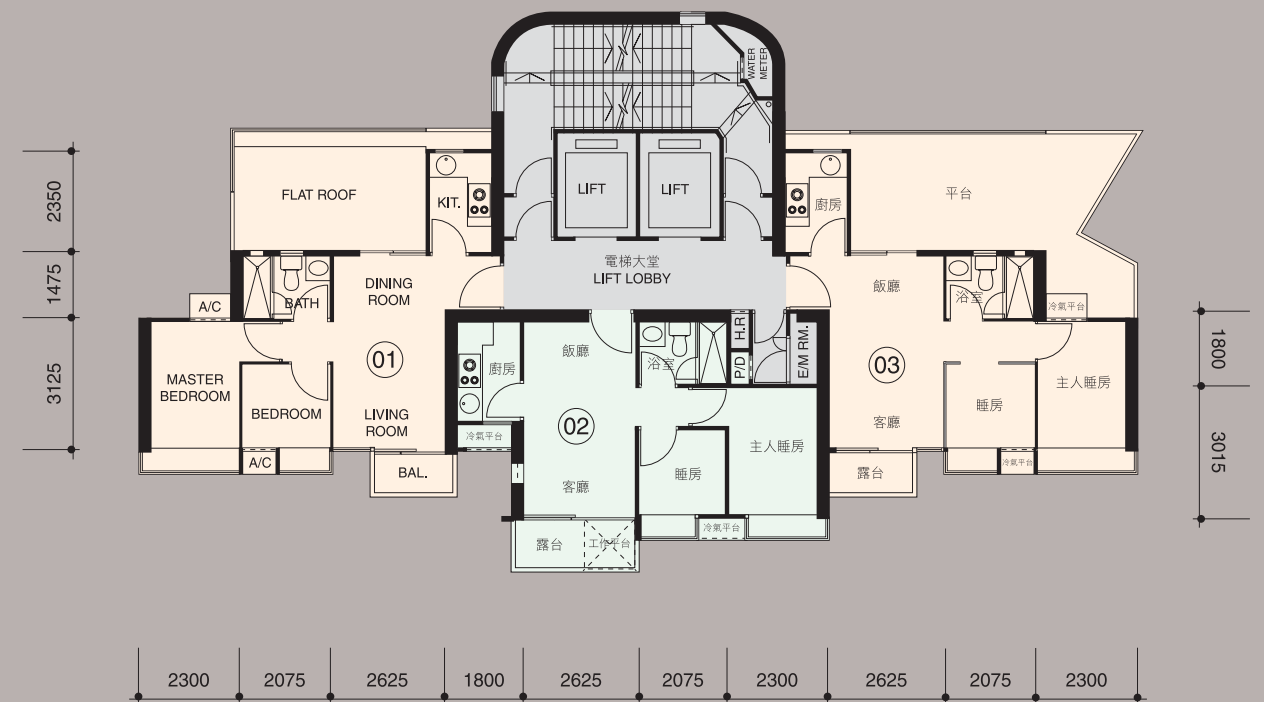 WATER
METER
LIFT
LIFT
2350
FLAT ROOF
KIT.
廚房
平台
電梯大堂
LIFT LOBBY
1475
DINING
ROOM
BATH
A/C
飯廳
浴室
冷氣平台
3125
01
MASTER
BEDROOM
BEDROOM
LIVING
ROOM
A/C
BAL.
廚房
飯廳
浴室
H.R
P/D
E/M RM.
02
冷氣平台
客廳
睡房
主人睡房
露台
工作平台
冷氣平台
03
客廳
睡房
主人睡房
露台
冷氣平台
1800
3015
2300
2075
2625
1800
2625
2075
2300
2625
2075
2300